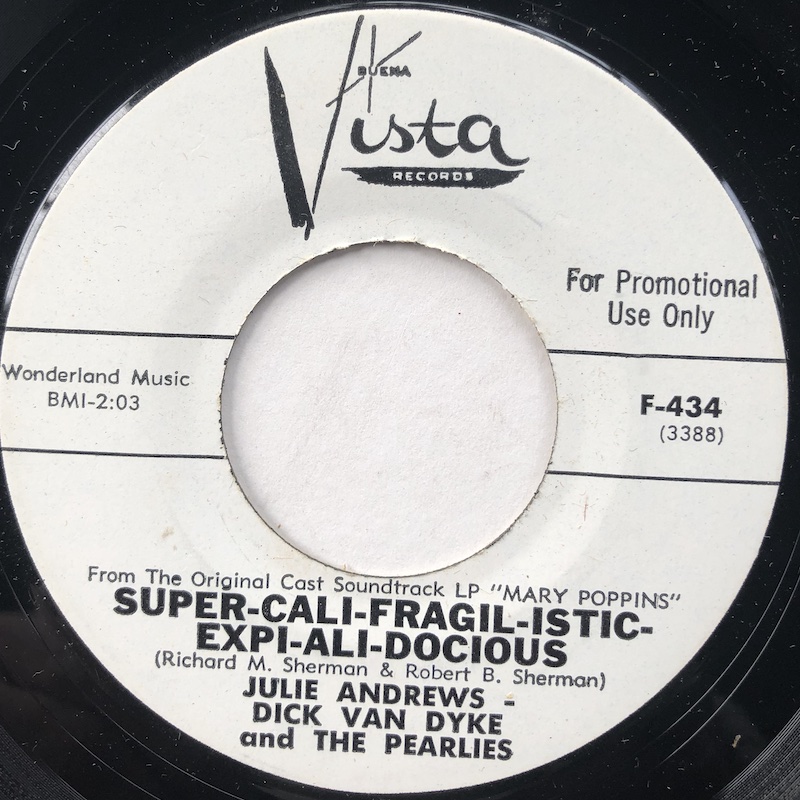 BUENA
Vista
RECORDS
For Promotional
Use Only
Wonderland Music
BMI-2:03
F-434
(3388)
From The Original Cast Soundtrack LP "MARY POPPINS"
SUPER-CALI-FRAGIL-ISTIC-
EXPI-ALI-DOCIOUS
(Richard M. Sherman & Robert B. Sherman)
JULIE ANDREWS -
DICK VAN DYKE
and THE PEARLIES